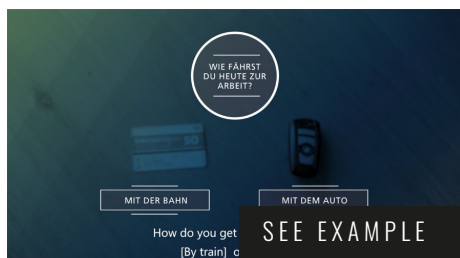 WIE FÄHRST
DU HEUTE ZUR
ARBEIT?
50
MIT DER BAHN
MIT DEM AUTO
How do you get
[By train] o
SEE EXAMPLE